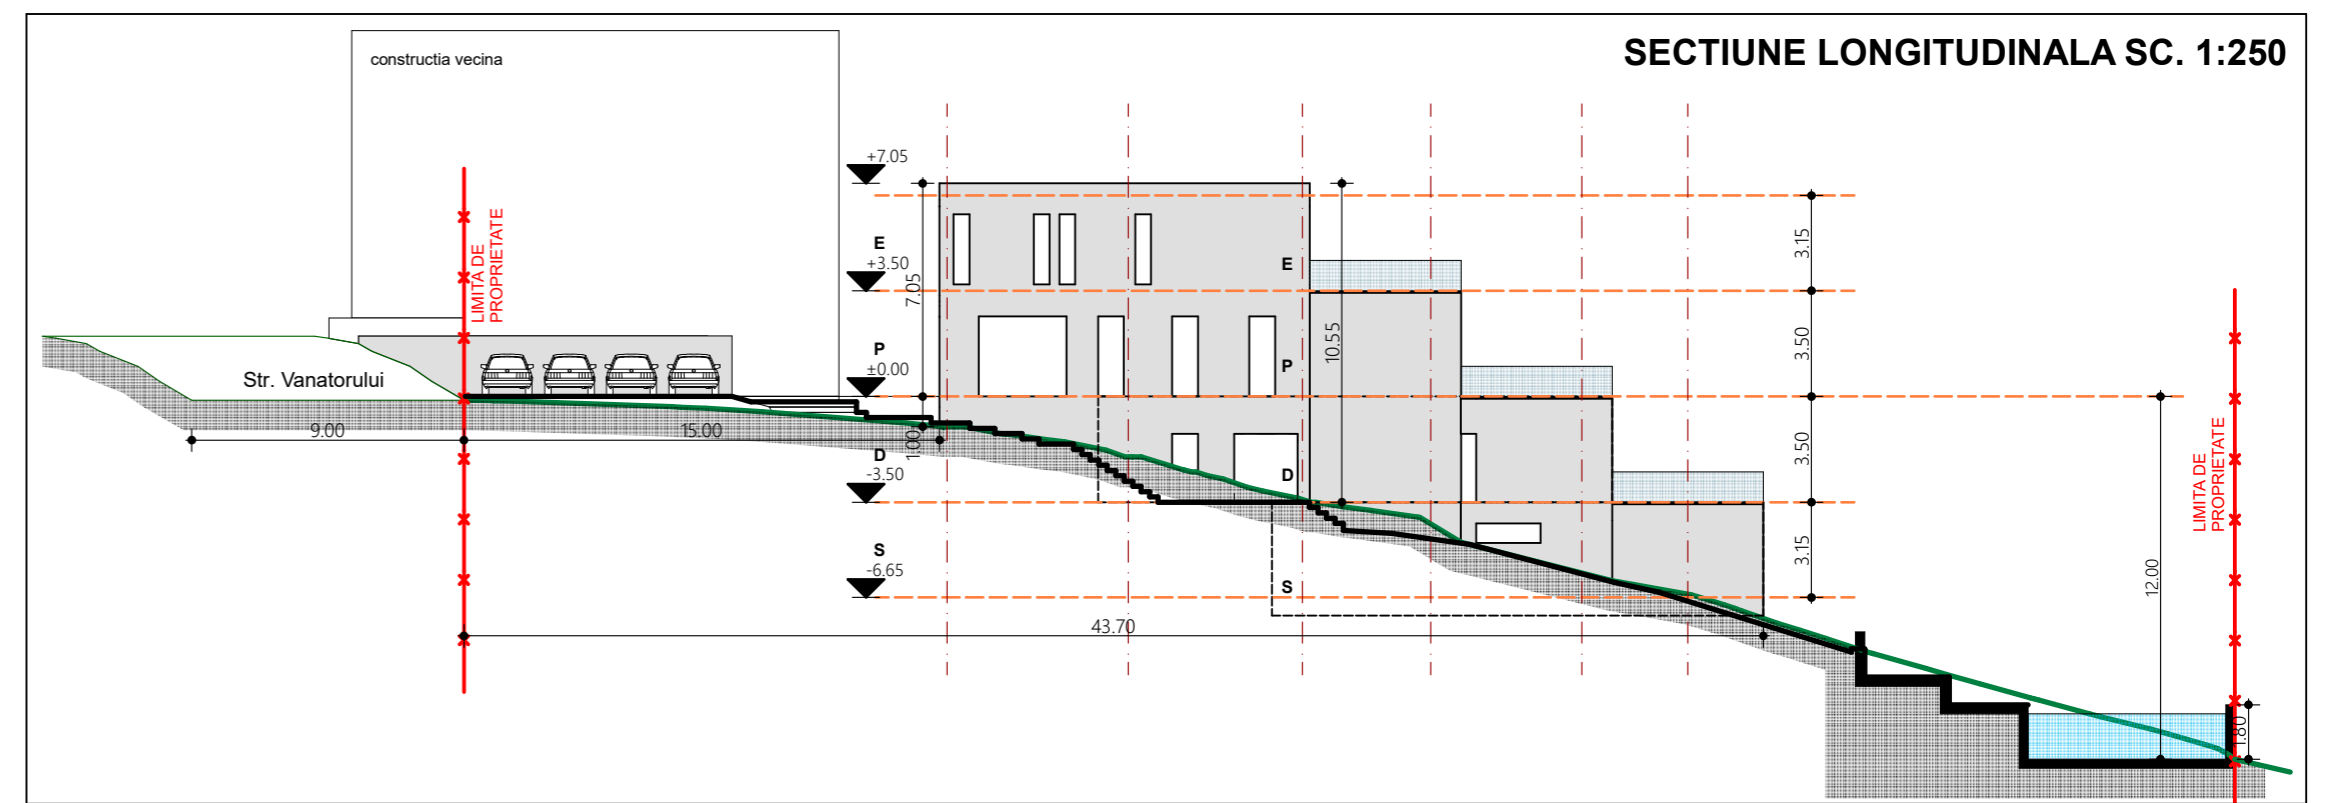 SECTIUNE LONGITUDINALA SC. 1:250
constructia vecina
LIMITA DE
PROPRIETATE
Str. Vanatorului
9.00
15.00
+7.05
E
+3.50
7.05
P
±0.00
1.00
D
-3.50
S
-6.65
43.70
E
P
D
S
10.55
3.15
3.50
3.50
3.15
12.00
LIMITA DE
PROPRIETATE
1.80